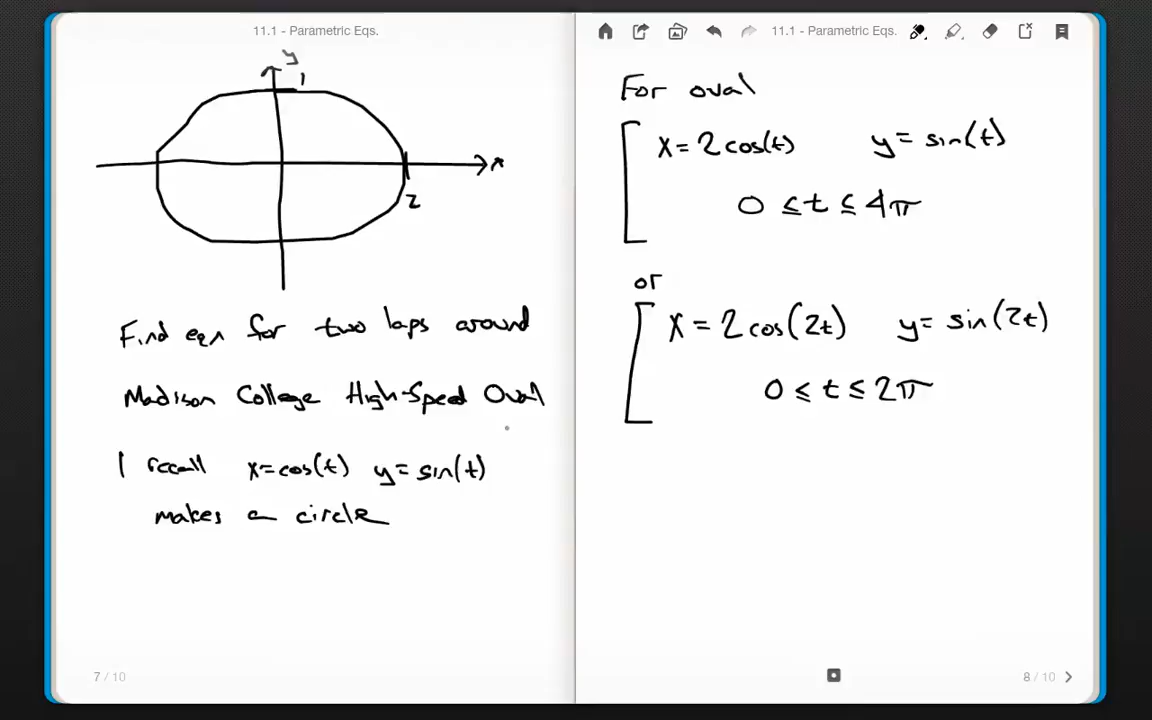 11.1 - Parametric Eqs.
y
1
x
2
Find eqn for two laps around
Madison College High-Speed Oval
I recall x=cos(t) y=sin(t)
makes a circle
7 / 10
11.1 - Parametric Eqs.
For oval
x=2cos(t) y=sin(t)
0 ≤ t ≤ 4π
or
x=2cos(2t) y=sin(2t)
0 ≤ t ≤ 2π
8 / 10